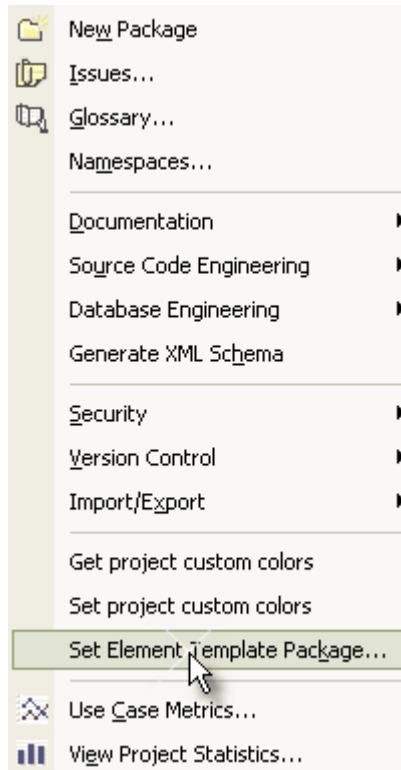 New Package
Issues...
Glossary...
Namespaces...
Documentation
Source Code Engineering
Database Engineering
Generate XML Schema
Security
Version Control
Import/Export
Get project custom colors
Set project custom colors
Set Element Template Package...
Use Case Metrics...
View Project Statistics...